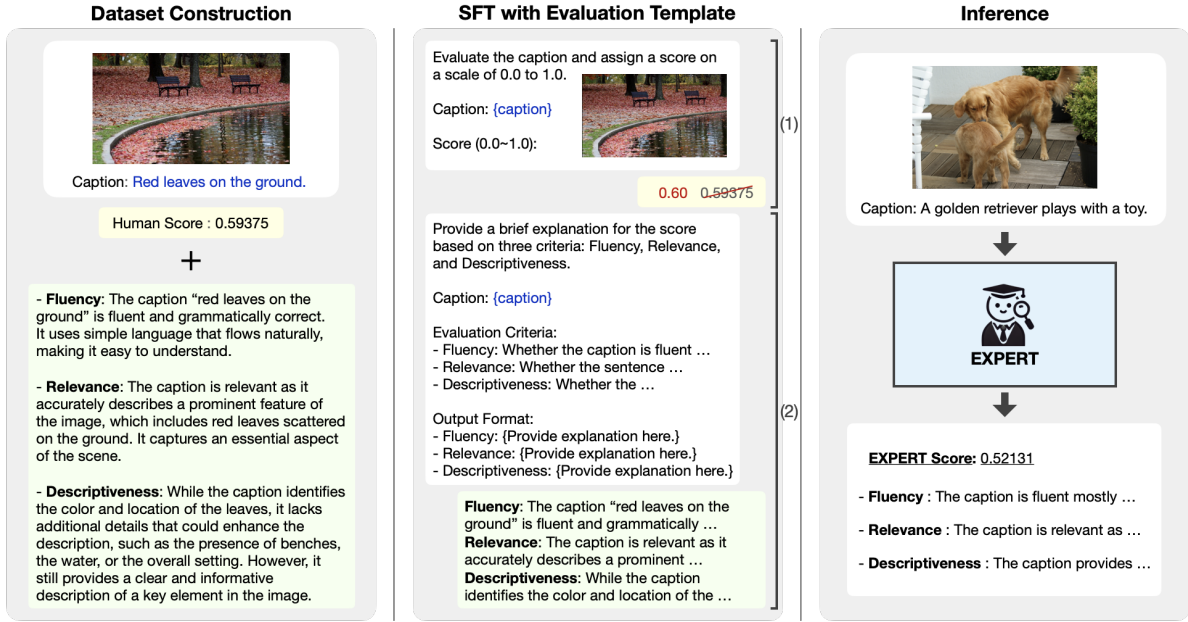 Dataset Construction
Caption: Red leaves on the ground.
Human Score : 0.59375
+
- Fluency: The caption “red leaves on the
ground” is fluent and grammatically correct.
It uses simple language that flows naturally,
making it easy to understand.
- Relevance: The caption is relevant as it
accurately describes a prominent feature of
the image, which includes red leaves scattered
on the ground. It captures an essential aspect
of the scene.
- Descriptiveness: While the caption identifies
the color and location of the leaves, it lacks
additional details that could enhance the
description, such as the presence of benches,
the water, or the overall setting. However, it
still provides a clear and informative
description of a key element in the image.
SFT with Evaluation Template
Evaluate the caption and assign a score on
a scale of 0.0 to 1.0.
Caption: {caption}
Score (0.0~1.0):
0.60 0.59375
(1)
Provide a brief explanation for the score
based on three criteria: Fluency, Relevance,
and Descriptiveness.
Caption: {caption}
Evaluation Criteria:
- Fluency: Whether the caption is fluent ...
- Relevance: Whether the sentence ...
- Descriptiveness: Whether the ...
Output Format:
- Fluency: {Provide explanation here.}
- Relevance: {Provide explanation here.}
- Descriptiveness: {Provide explanation here.}
(2)
Fluency: The caption “red leaves on the
ground” is fluent and grammatically ...
Relevance: The caption is relevant as it
accurately describes a prominent ...
Descriptiveness: While the caption
identifies the color and location of the ...
Inference
Caption: A golden retriever plays with a toy.
EXPERT
EXPERT Score: 0.52131
- Fluency : The caption is fluent mostly ...
- Relevance : The caption is relevant as ...
- Descriptiveness : The caption provides ...